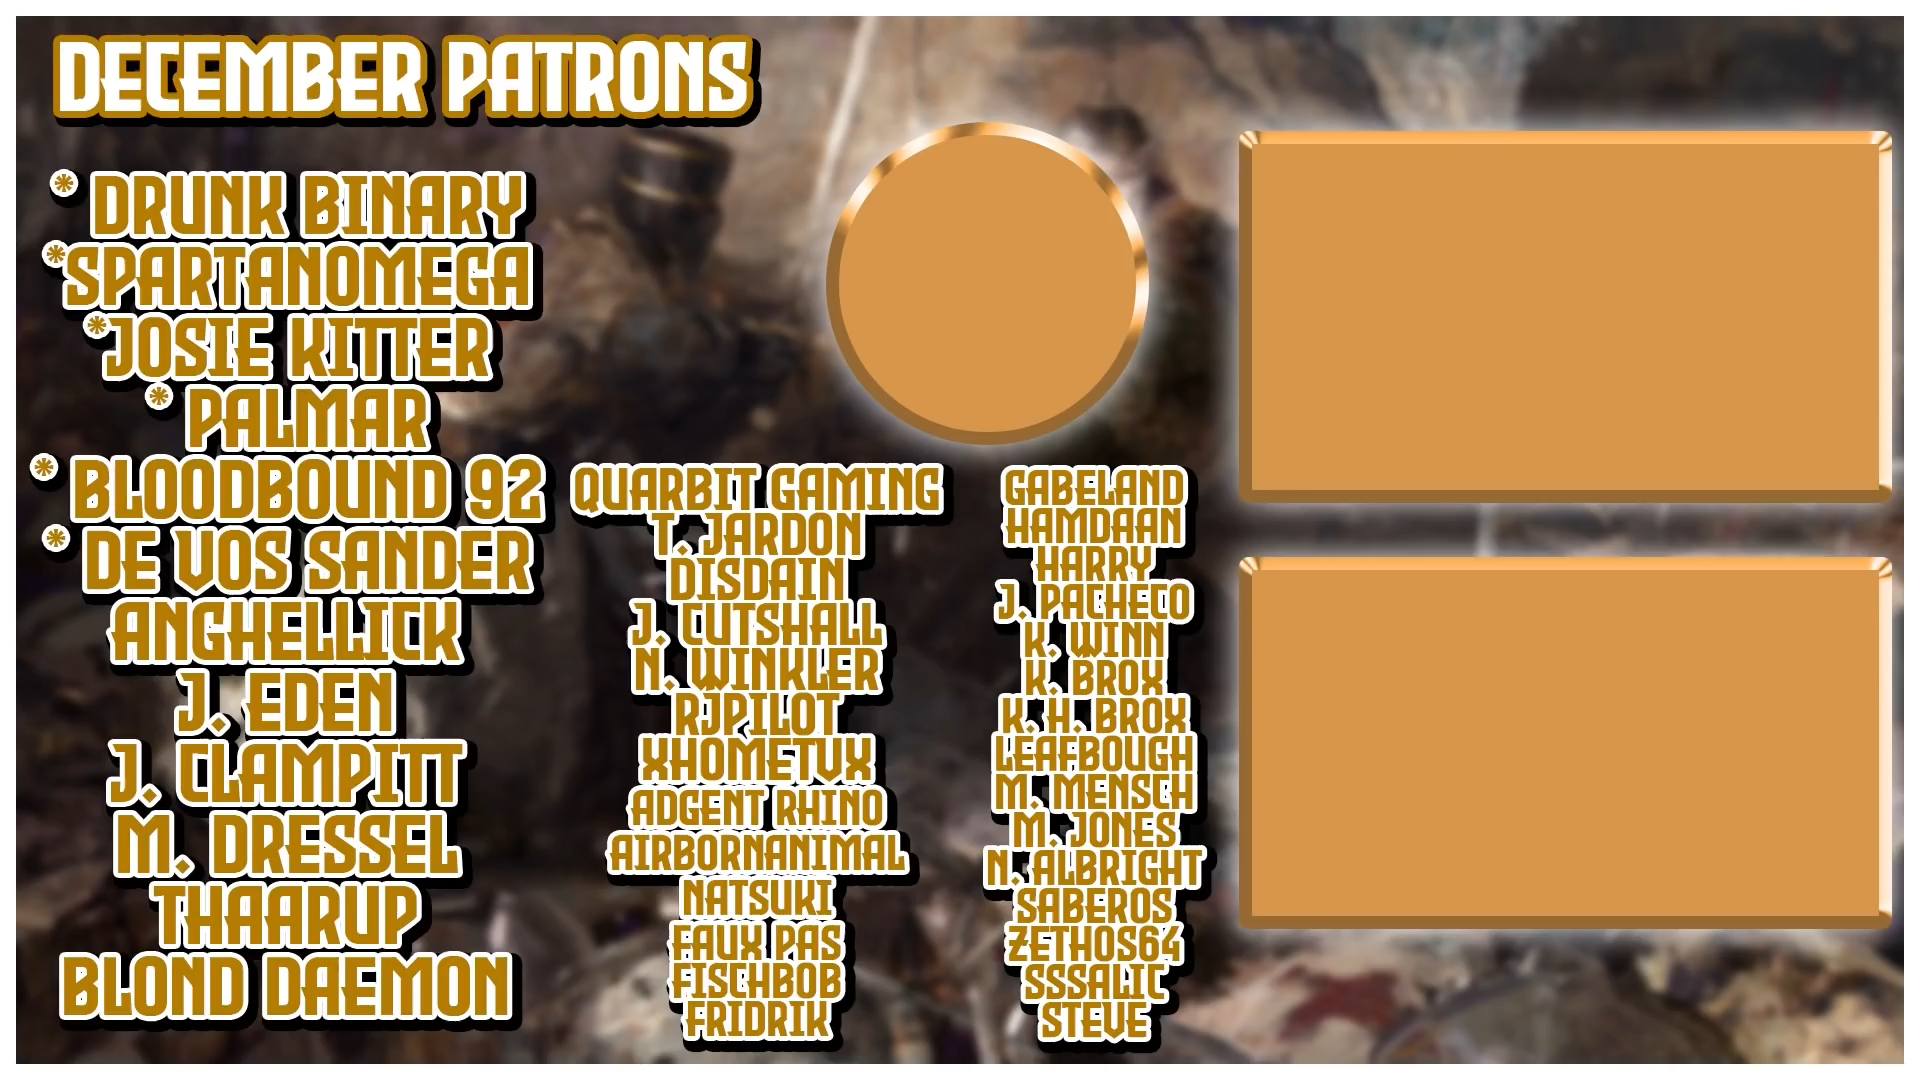 DECEMBER PATRONS
* DRUNK BINARY
*SPARTANOMEGA
*JOSIE KITTER
* PALMAR
* BLOODBOUND 92
* DE VOS SANDER
ANGHELLICK
J. EDEN
J. CLAMPITT
M. DRESSEL
THAARUP
BLOND DAEMON
QUARBIT GAMING
T. JARDON
DISDAIN
J. CUTSHALL
N. WINKLER
RJPILOT
XHOMETVX
ADGENT RHINO
AIRBORNANIMAL
NATSUKI
FAUX PAS
FISCHBOB
FRIDRIK
GABELAND
HAMDAAN
HARRY
J. PACHECO
K. WINN
K. BROX
K. H. BROX
LEAFBOUGH
M. MENSCH
M. JONES
N. ALBRIGHT
SABEROS
ZETHOS64
SSSALIC
STEVE